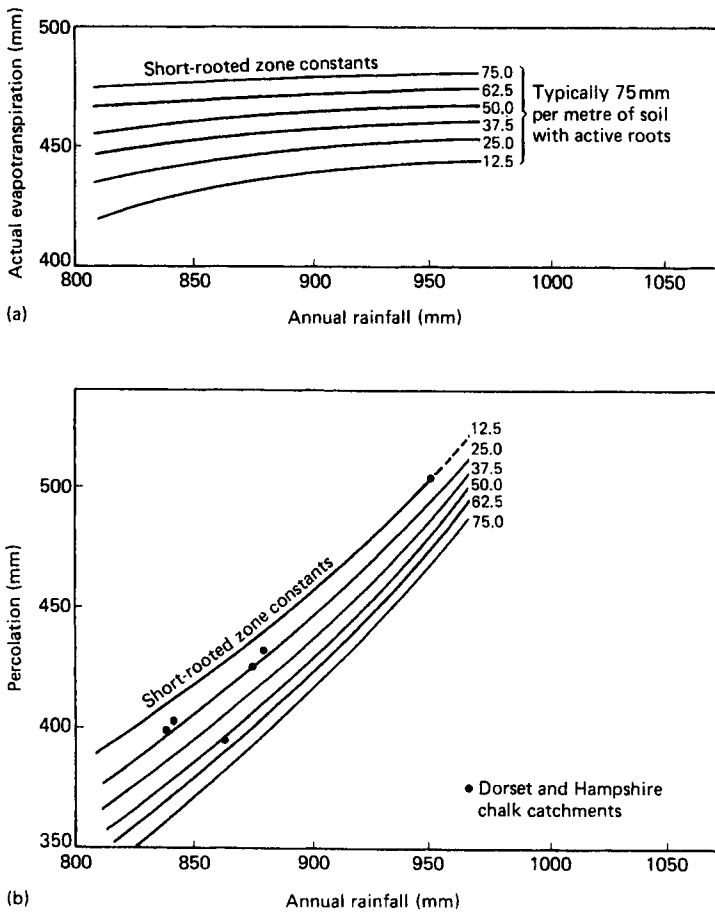 500
450
400
Actual evapotranspiration (mm)
Short-rooted zone constants
75.0
62.5
50.0
37.5
25.0
12.5
Typically 75mm
per metre of soil
with active roots
800
850
900
950
1000
1050
(a)
Annual rainfall (mm)
500
450
400
350
Percolation (mm)
Short-rooted zone constants
12.5
25.0
37.5
50.0
62.5
75.0
Dorset and Hampshire
chalk catchments
800
850
900
950
1000
1050
(b)
Annual rainfall (mm)